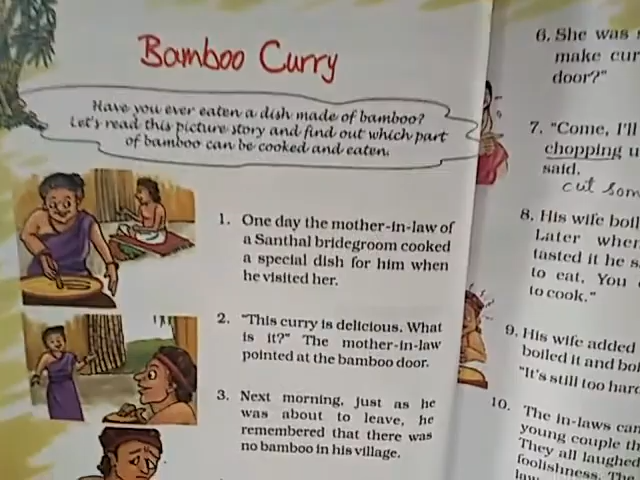 Bamboo Curry
Have you ever eaten a dish made of bamboo?
Let's read this picture story and find out which part
of bamboo can be cooked and eaten.
1. One day the mother-in-law of
a Santhal bridegroom cooked
a special dish for him when
he visited her.
2. "This curry is delicious. What
is it?" The mother-in-law
pointed at the bamboo door.
3. Next morning, just as he
was about to leave, he
remembered that there was
no bamboo in his village.
6. She was
make cur
door?"
7. "Come, I'll
chopping
said.
cut som
8. His wife boil
Later when
tasted it he s
to eat. You
to cook."
9. His wife added
boiled it and boi
"It's still too hard
10. The in-laws
young couple th
They all laughed
foolishness. The